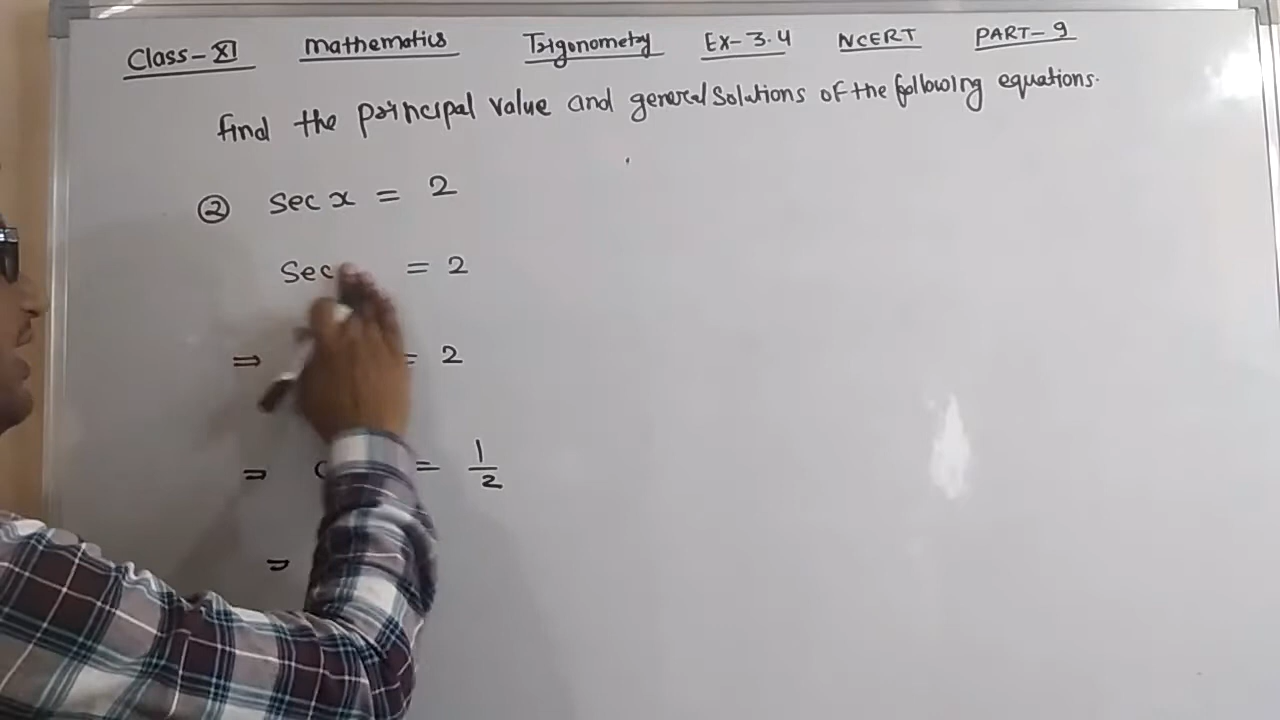 Class-XI Mathematics Trigonometry Ex-3.4 NCERT PART-9
Find the principal value and general solutions of the following equations.
② Sec x = 2
Sec = 2
⇒ = 2
= = 1/2
=